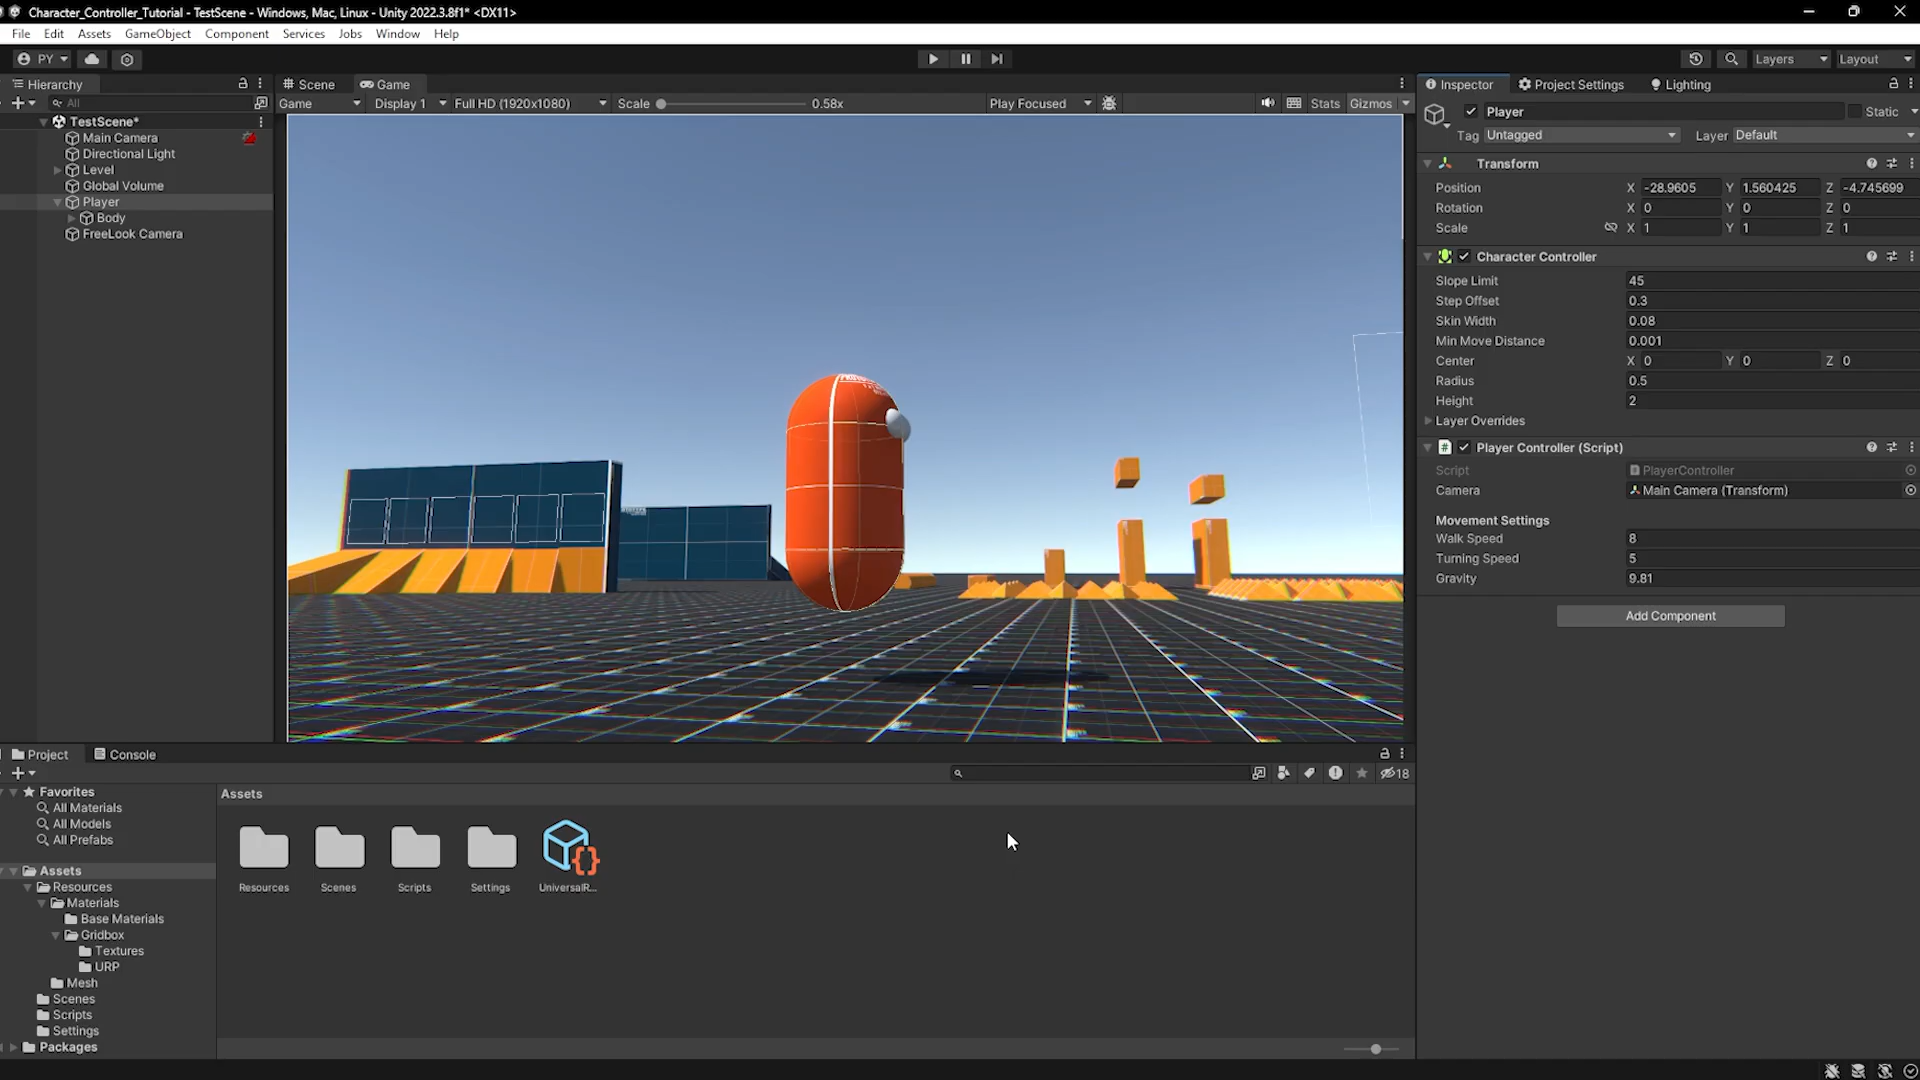 Character_Controller_Tutorial - TestScene - Windows, Mac, Linux - Unity 2022.3.8f1* <DX11>
File Edit Assets GameObject Component Services Jobs Window Help
PY Layers Layout
Hierarchy
All
TestScene*
Main Camera
Directional Light
Level
Global Volume
Player
Body
FreeLook Camera
Scene Game
Game Display 1 Full HD (1920x1080) Scale 0.58x Play Focused Stats Gizmos
Inspector Project Settings Lighting
Player Static
Tag Untagged Layer Default
Transform
Position X -28.9605 Y 1.560425 Z -4.745699
Rotation X 0 Y 0 Z 0
Scale X 1 Y 1 Z 1
Character Controller
Slope Limit 45
Step Offset 0.3
Skin Width 0.08
Min Move Distance 0.001
Center X 0 Y 0 Z 0
Radius 0.5
Height 2
Layer Overrides
# Player Controller (Script)
Script PlayerController
Camera Main Camera (Transform)
Movement Settings
Walk Speed 8
Turning Speed 5
Gravity 9.81
Add Component
Project Console
18
Favorites
All Materials
All Models
All Prefabs
Assets
Resources
Materials
Base Materials
Gridbox
Textures
URP
Mesh
Scenes
Scripts
Settings
Packages
Assets
Resources Scenes Scripts Settings UniversalR...